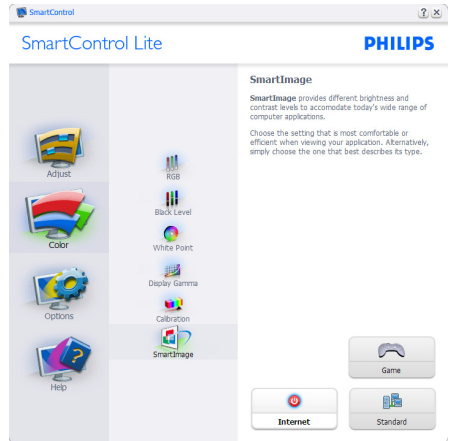 SmartControl
SmartControl Lite
PHILIPS
Adjust
Color
Options
Help
RGB
Black Level
White Point
Display Gamma
Calibration
SmartImage
SmartImage
SmartImage provides different brightness and
contrast levels to accomodate today's wide range of
computer applications.
Choose the setting that is most comfortable or
efficient when viewing your application. Alternatively,
simply choose the one that best describes its type.
Game
Internet
Standard